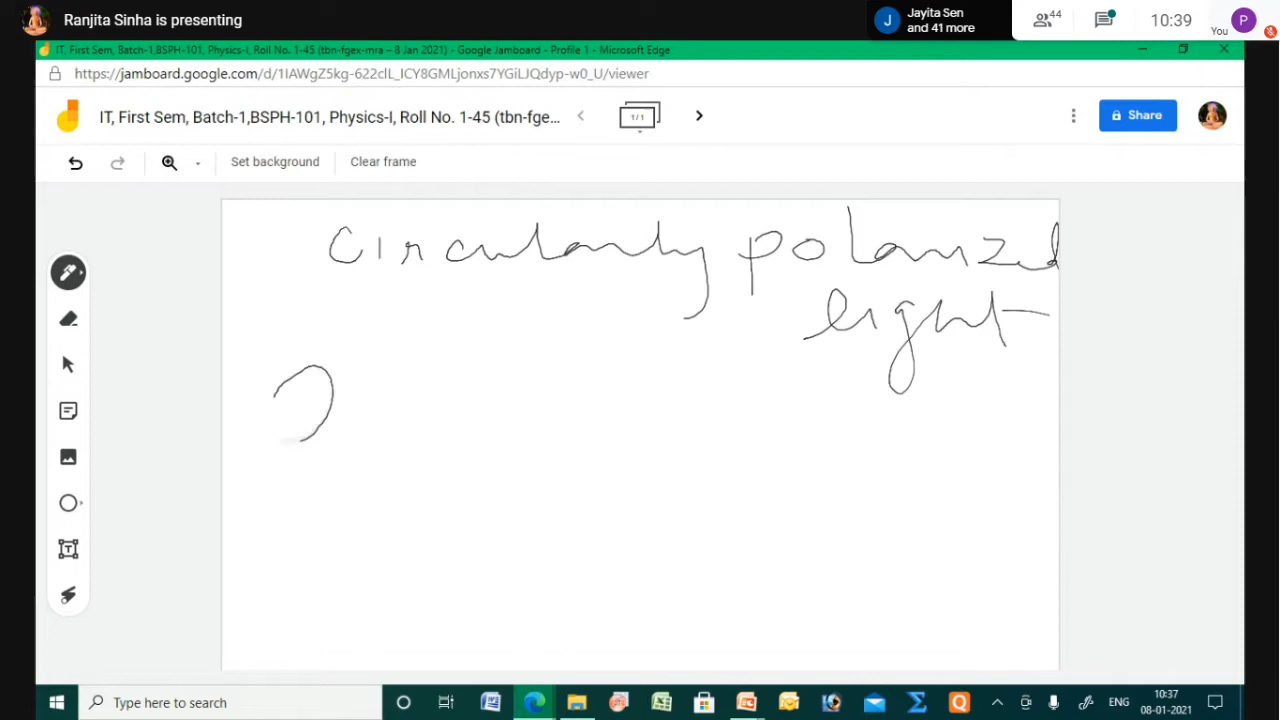 Ranjita Sinha is presenting
J Jayita Sen
and 41 more
44
10:39
P
You
IT, First Sem, Batch-1,BSPH-101, Physics-I, Roll No. 1-45 (tbn-fgex-mra – 8 Jan 2021) - Google Jamboard - Profile 1 - Microsoft Edge
https://jamboard.google.com/d/1IAWgZ5kg-622clL_ICY8GMLjonxs7YGiLJQdyp-w0_U/viewer
IT, First Sem, Batch-1,BSPH-101, Physics-I, Roll No. 1-45 (tbn-fge...
1/1
Share
Set background
Clear frame
Circularly polarized
light
Type here to search
ENG
10:37
08-01-2021